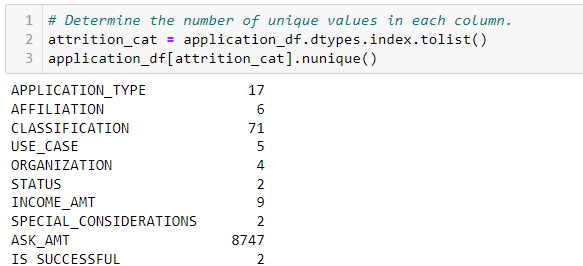 1 # Determine the number of unique values in each column.
2 attrition_cat = application_df.dtypes.index.tolist()
3 application_df[attrition_cat].nunique()
APPLICATION_TYPE 17
AFFILIATION 6
CLASSIFICATION 71
USE_CASE 5
ORGANIZATION 4
STATUS 2
INCOME_AMT 9
SPECIAL_CONSIDERATIONS 2
ASK_AMT 8747
IS_SUCCESSFUL 2